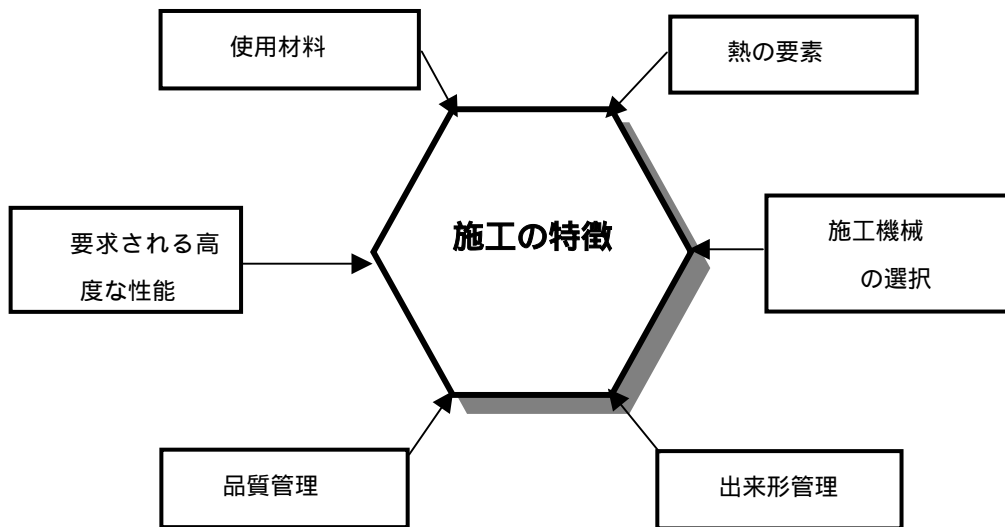 使用材料
熱の要素
施工の特徴
要求される高
度な性能
施工機械
の選択
品質管理
出来形管理